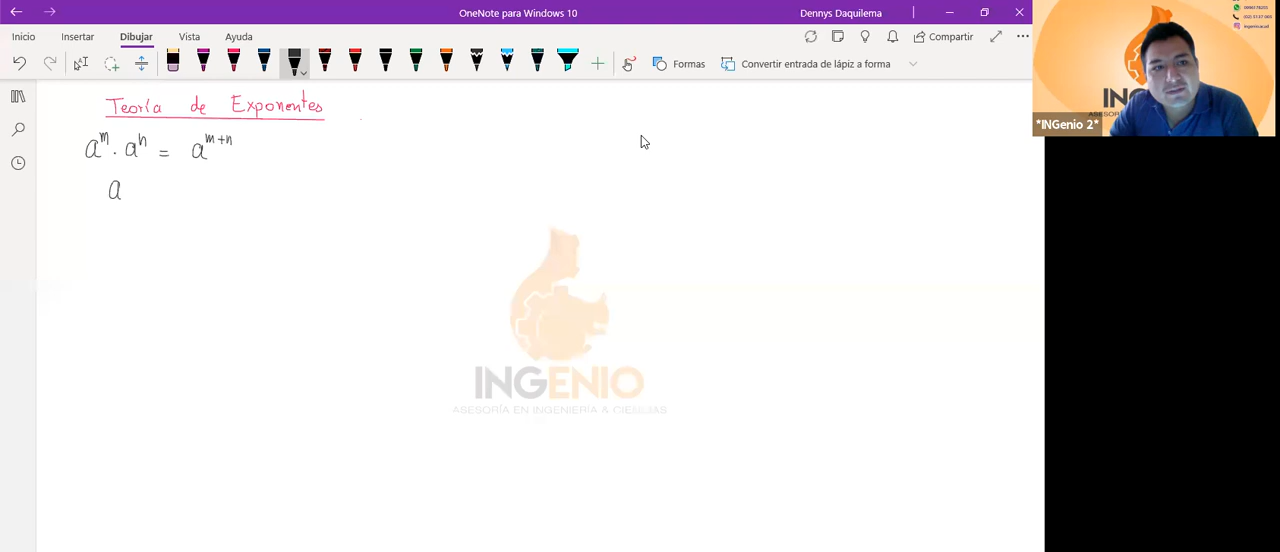 OneNote para Windows 10
Dennys Daquilema
Inicio Insertar Dibujar Vista Ayuda
Compartir
Formas
Convertir entrada de lápiz a forma
*INGenio 2*
Teoría de Exponentes
a^m · a^n = a^{m+n}
a
INGENIO
ASESORÍA EN INGENIERÍA & CIENCIAS